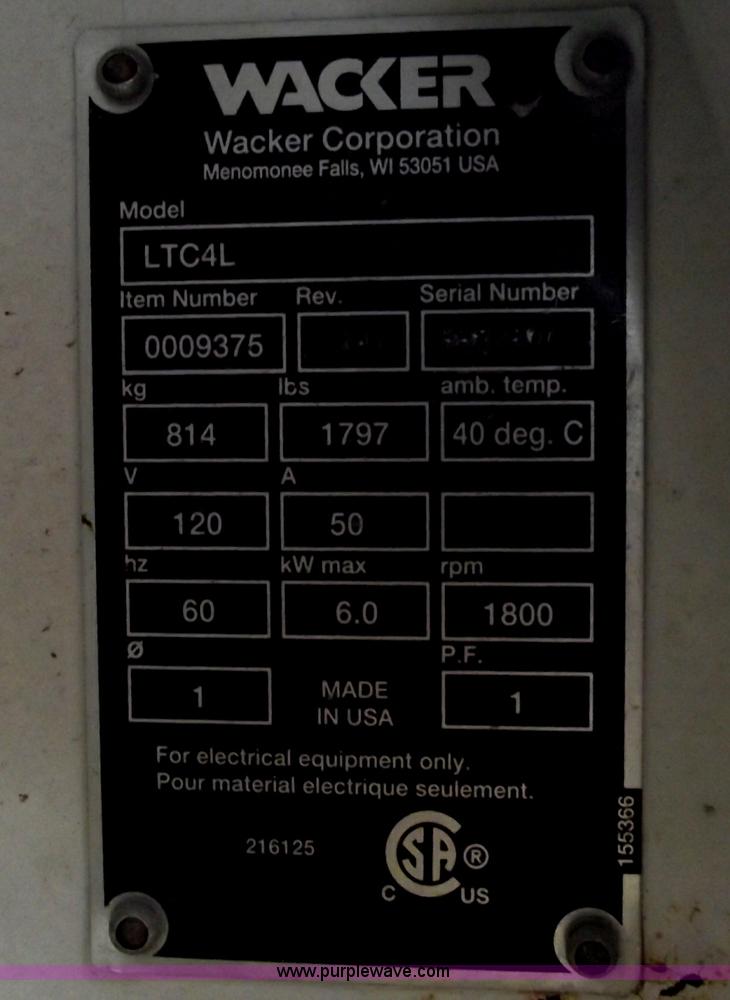 WACKER
Wacker Corporation
Menomonee Falls, WI 53051 USA
Model
LTC4L
Item Number Rev. Serial Number
0009375
kg lbs amb. temp.
814 1797 40 deg. C
V A
120 50
hz kW max rpm
60 6.0 1800
Ø P.F.
1 MADE IN USA 1
For electrical equipment only.
Pour material electrique seulement.
216125
CSA ®
C US
155366
www.purplewave.com